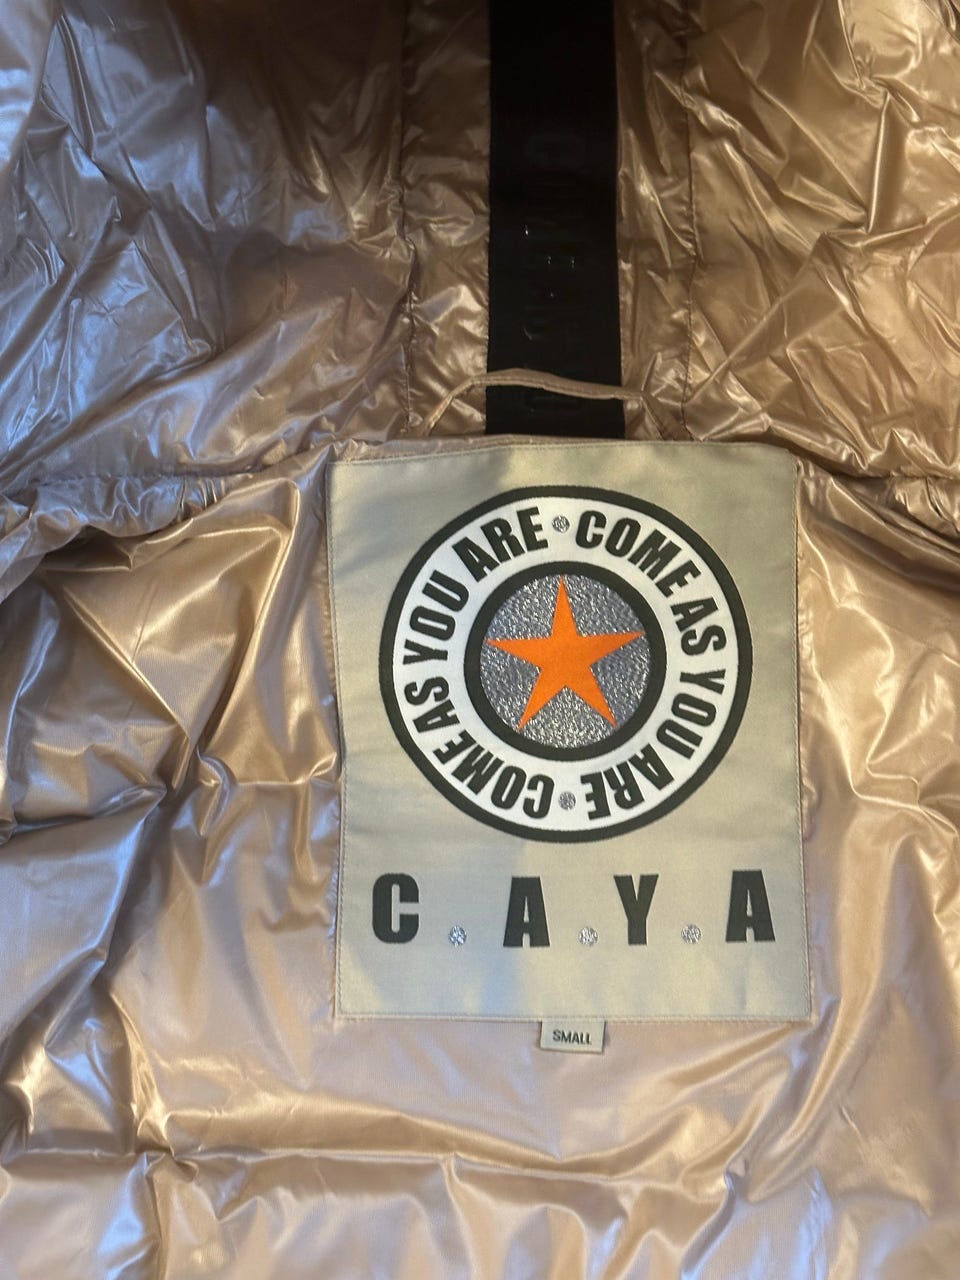 COME AS YOU ARE • COME AS YOU ARE •
C.A.Y.A
SMALL